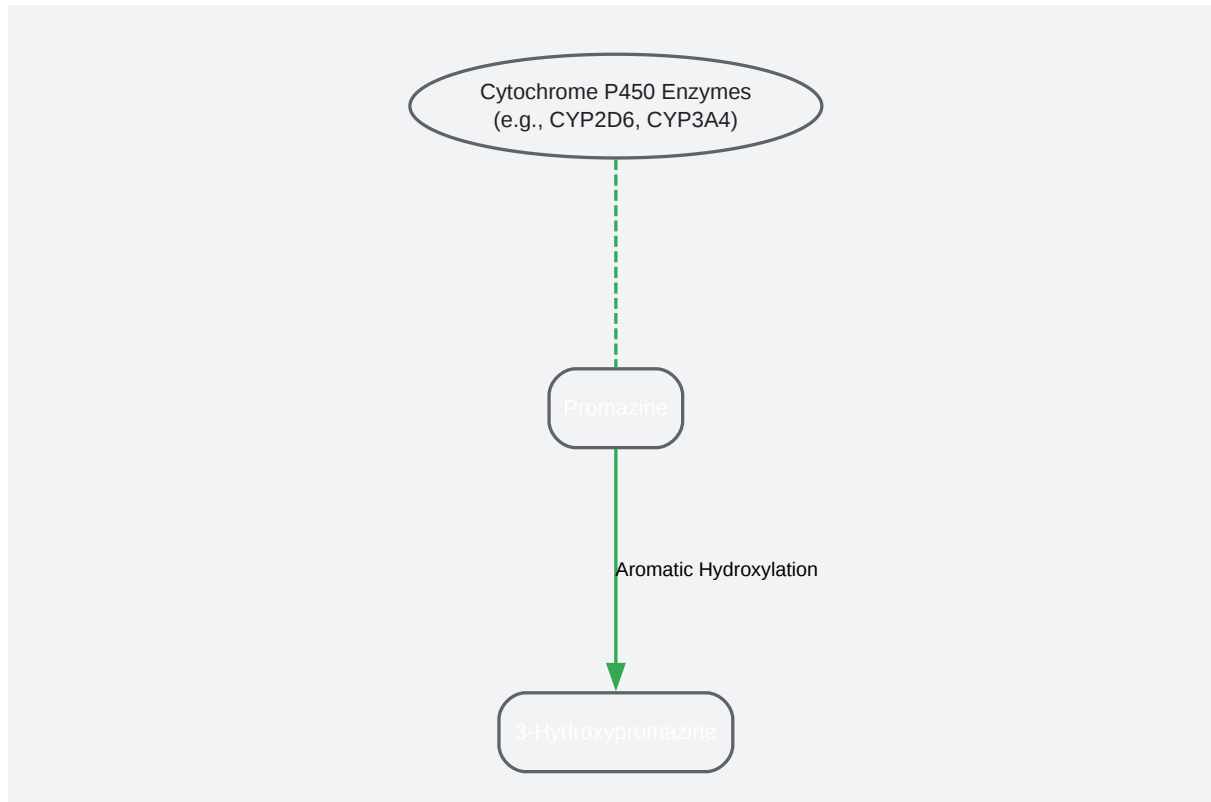 Cytochrome P450 Enzymes
(e.g., CYP2D6, CYP3A4)
Promazine
Aromatic Hydroxylation
3-Hydroxypromazine